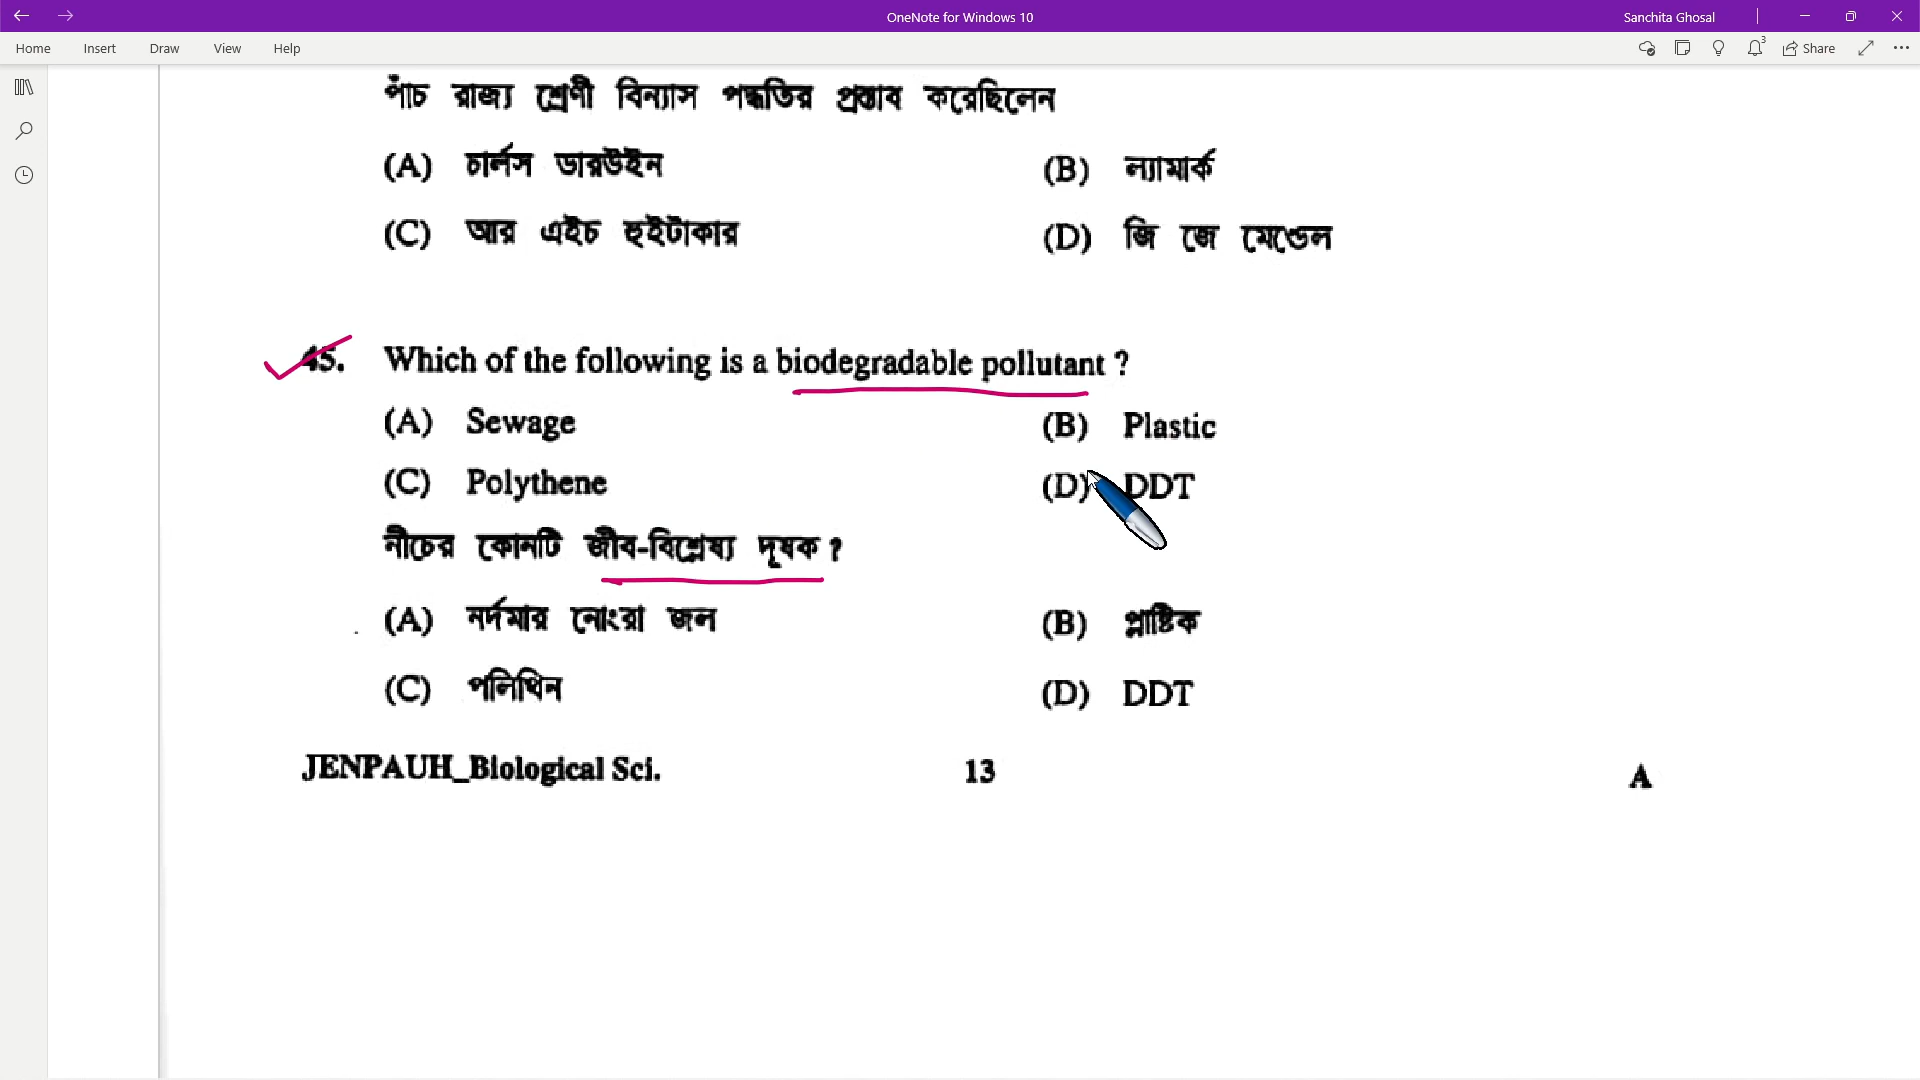 OneNote for Windows 10
Sanchita Ghosal
Home Insert Draw View Help
3 Share
পাঁচ রাজ্য শ্রেণী বিন্যাস পদ্ধতির প্রস্তাব করেছিলেন
(A) চার্লস ডারউইন (B) ল্যামার্ক
(C) আর এইচ হুইটাকার (D) জি জে মেণ্ডেল
45. Which of the following is a biodegradable pollutant ?
(A) Sewage (B) Plastic
(C) Polythene (D) DDT
নীচের কোনটি জীব-বিশ্লেষ্য দূষক ?
(A) নর্দমার নোংরা জল (B) প্লাষ্টিক
(C) পলিথিন (D) DDT
JENPAUH_Biological Sci. 13 A